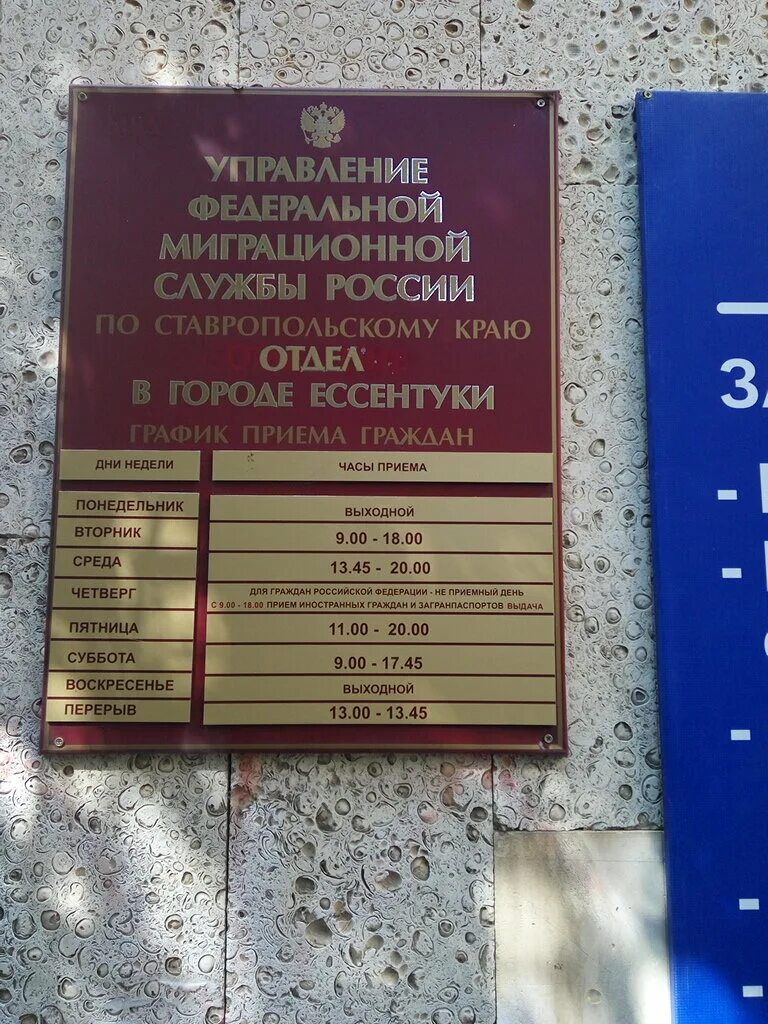 УПРАВЛЕНИЕ
ФЕДЕРАЛЬНОЙ
МИГРАЦИОННОЙ
СЛУЖБЫ РОССИИ
ПО СТАВРОПОЛЬСКОМУ КРАЮ
ОТДЕЛ
В ГОРОДЕ ЕССЕНТУКИ
ГРАФИК ПРИЕМА ГРАЖДАН
ДНИ НЕДЕЛИ ЧАСЫ ПРИЕМА
ПОНЕДЕЛЬНИК ВЫХОДНОЙ
ВТОРНИК 9.00 - 18.00
СРЕДА 13.45 - 20.00
ЧЕТВЕРГ ДЛЯ ГРАЖДАН РОССИЙСКОЙ ФЕДЕРАЦИИ - НЕ ПРИЕМНЫЙ ДЕНЬ
С 9.00 - 18.00 ПРИЕМ ИНОСТРАННЫХ ГРАЖДАН И ЗАГРАНПАСПОРТОВ ВЫДАЧА
ПЯТНИЦА 11.00 - 20.00
СУББОТА 9.00 - 17.45
ВОСКРЕСЕНЬЕ ВЫХОДНОЙ
ПЕРЕРЫВ 13.00 - 13.45